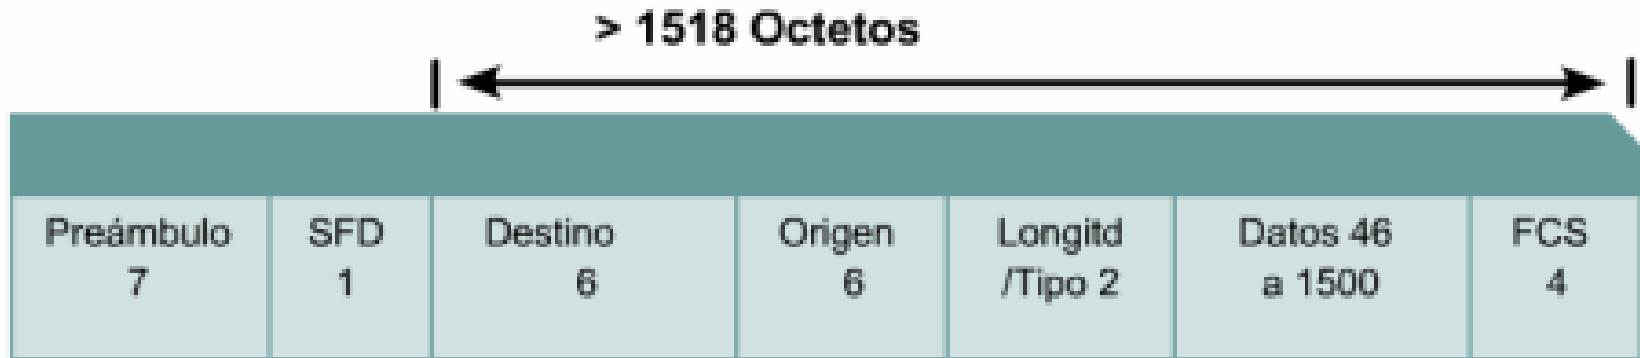 > 1518 Octetos
Preámbulo
7
SFD
1
Destino
6
Origen
6
Longitd
/Tipo 2
Datos 46
a 1500
FCS
4